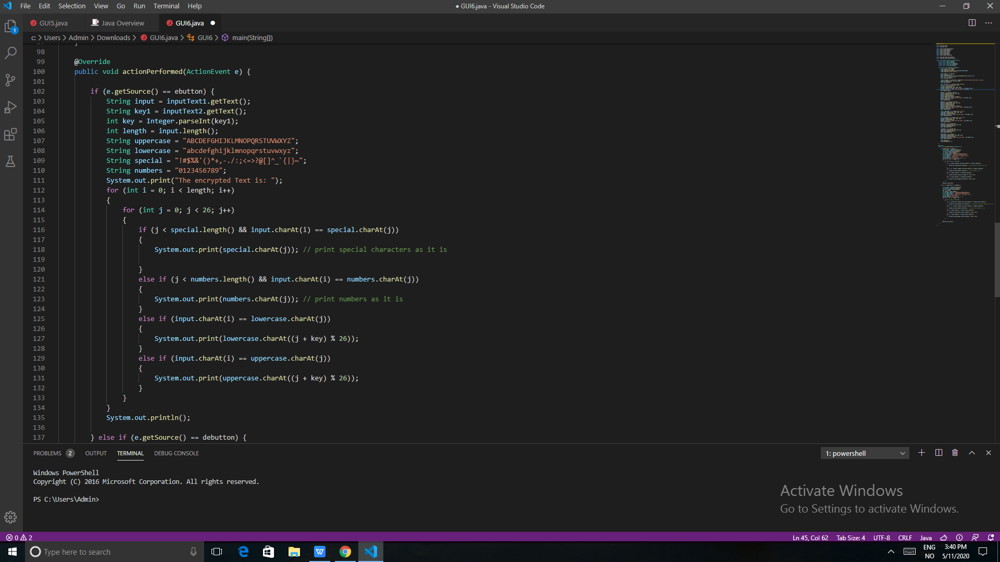 File Edit Selection View Go Run Terminal Help
● GUI6.java - Visual Studio Code
GUI5.java Java Overview GUI6.java
c: > Users > Admin > Downloads > GUI6.java > GUI6 > main(String[])
98
99 @Override
100 public void actionPerformed(ActionEvent e) {
101
102 if (e.getSource() == ebutton) {
103 String input = inputText1.getText();
104 String key1 = inputText2.getText();
105 int key = Integer.parseInt(key1);
106 int length = input.length();
107 String uppercase = "ABCDEFGHIJKLMNOPQRSTUVWXYZ";
108 String lowercase = "abcdefghijklmnopqrstuvwxyz";
109 String special = "!#$%&'()*+,-./:;<=>?@[]^_`{|}~";
110 String numbers = "0123456789";
111 System.out.print("The encrypted Text is: ");
112 for (int i = 0; i < length; i++)
113 {
114 for (int j = 0; j < 26; j++)
115 {
116 if (j < special.length() && input.charAt(i) == special.charAt(j))
117 {
118 System.out.print(special.charAt(j)); // print special characters as it is
119
120 }
121 else if (j < numbers.length() && input.charAt(i) == numbers.charAt(j))
122 {
123 System.out.print(numbers.charAt(j)); // print numbers as it is
124 }
125 else if (input.charAt(i) == lowercase.charAt(j))
126 {
127 System.out.print(lowercase.charAt((j + key) % 26));
128 }
129 else if (input.charAt(i) == uppercase.charAt(j))
130 {
131 System.out.print(uppercase.charAt((j + key) % 26));
132 }
133 }
134 }
135 System.out.println();
136
137 } else if (e.getSource() == debutton) {
PROBLEMS 2 OUTPUT TERMINAL DEBUG CONSOLE
1: powershell
Windows PowerShell
Copyright (C) 2016 Microsoft Corporation. All rights reserved.
PS C:\Users\Admin>
Activate Windows
Go to Settings to activate Windows.
0 2
Ln 45, Col 62 Tab Size: 4 UTF-8 CRLF Java
Type here to search
ENG 3:40 PM
NO 5/11/2020